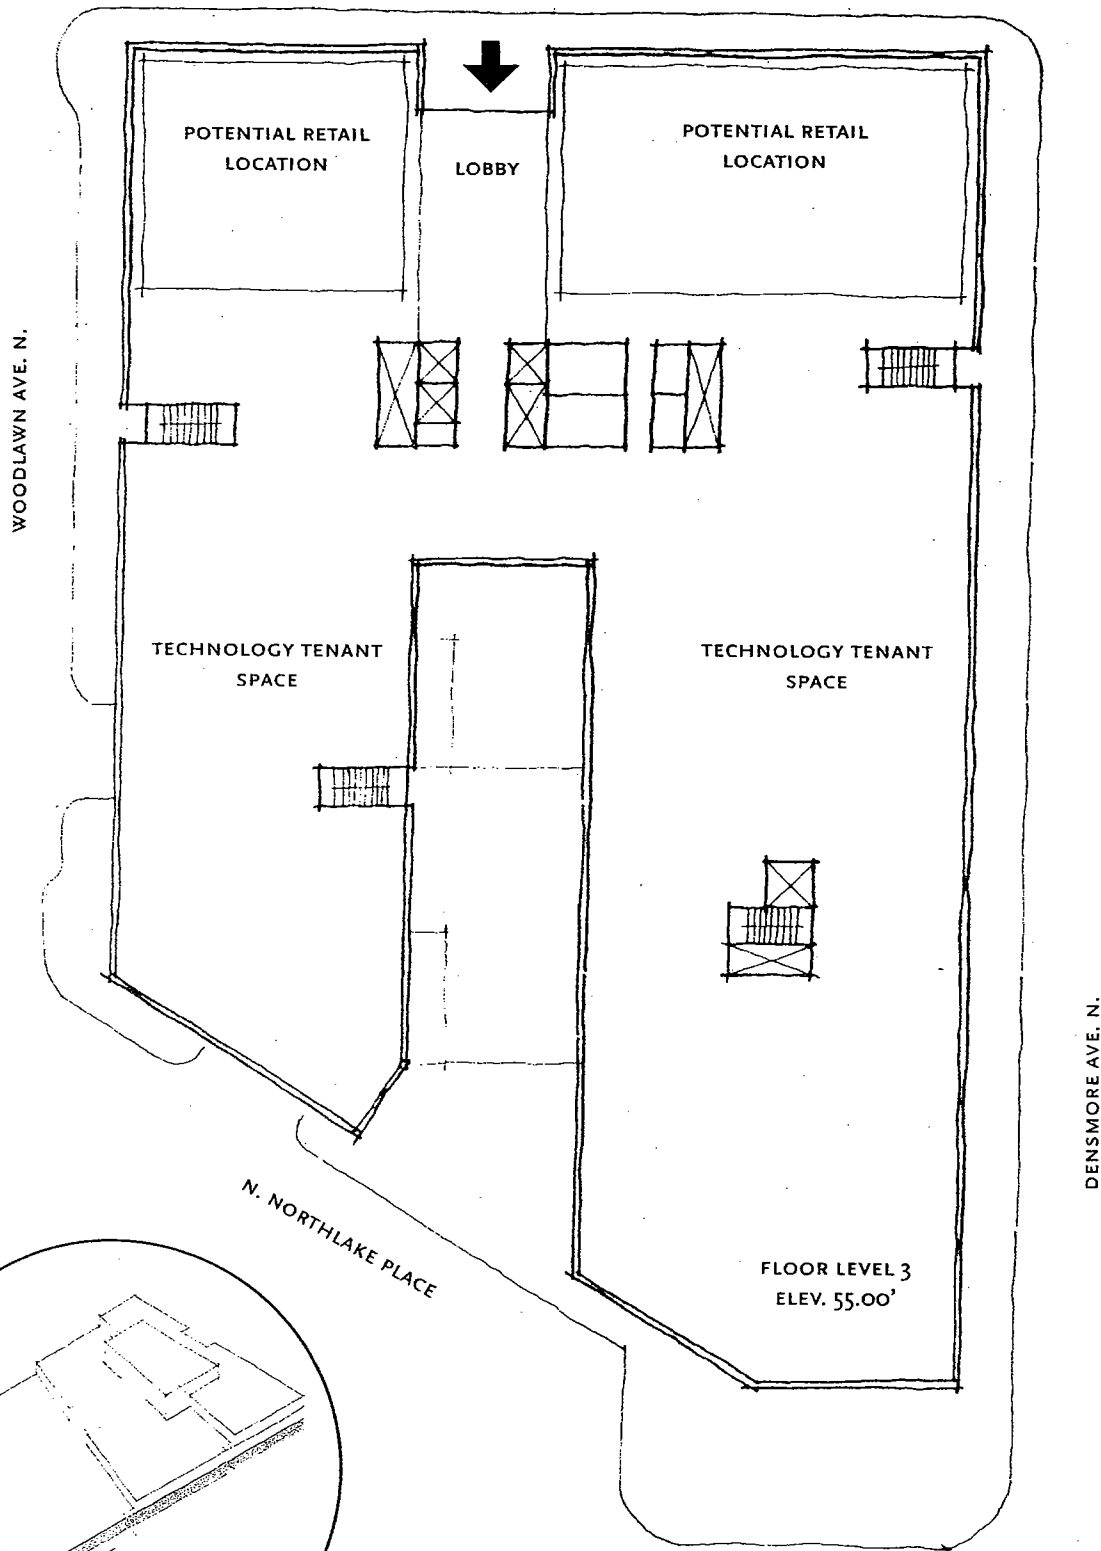 POTENTIAL RETAIL
LOCATION
LOBBY
POTENTIAL RETAIL
LOCATION
WOODLAWN AVE. N.
TECHNOLOGY TENANT
SPACE
TECHNOLOGY TENANT
SPACE
DENSMORE AVE. N.
N. NORTHLAKE PLACE
FLOOR LEVEL 3
ELEV. 55.00'